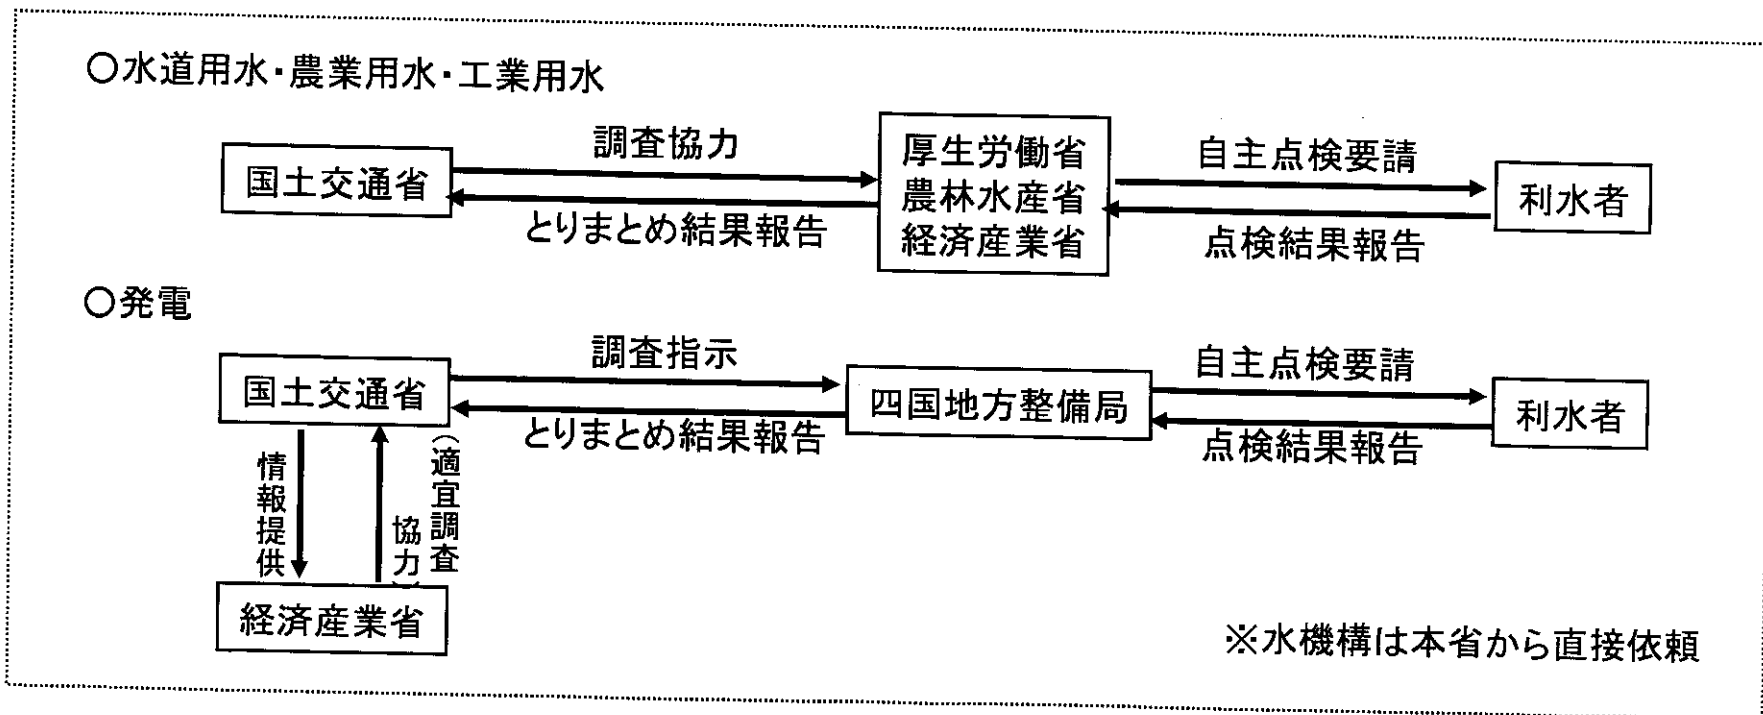 ○水道用水・農業用水・工業用水
国土交通省
調査協力
とりまとめ結果報告
厚生労働省
農林水産省
経済産業省
自主点検要請
点検結果報告
利水者
○発電
国土交通省
調査指示
とりまとめ結果報告
四国地方整備局
自主点検要請
点検結果報告
利水者
情報提供
（適宜調査
協力）
経済産業省
※水機構は本省から直接依頼